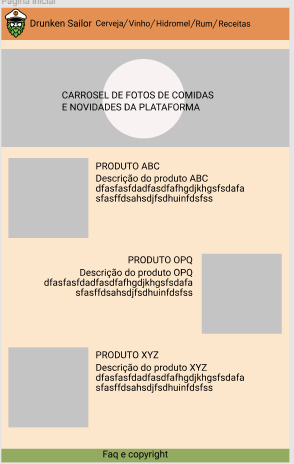 Página Inicial
Drunken Sailor Cerveja/Vinho/Hidromel/Rum/Receitas
CARROSEL DE FOTOS DE COMIDAS
E NOVIDADES DA PLATAFORMA
PRODUTO ABC
Descrição do produto ABC
dfasfasfdadfasdfafhgdjkhgsfsdafa
sfasffdsahsdjfsdhuinfdsfss
PRODUTO OPQ
Descrição do produto OPQ
dfasfasfdadfasdfafhgdjkhgsfsdafa
sfasffdsahsdjfsdhuinfdsfss
PRODUTO XYZ
Descrição do produto XYZ
dfasfasfdadfasdfafhgdjkhgsfsdafa
sfasffdsahsdjfsdhuinfdsfss
Faq e copyright